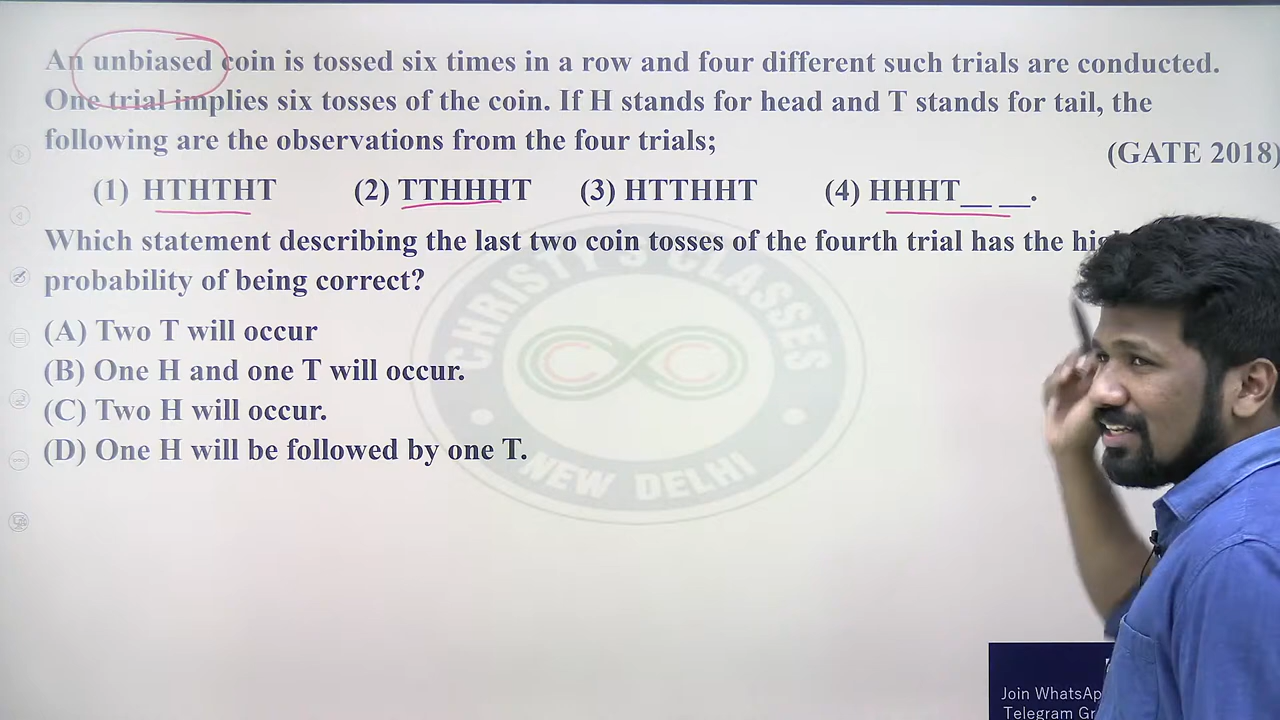 An unbiased coin is tossed six times in a row and four different such trials are conducted.
One trial implies six tosses of the coin. If H stands for head and T stands for tail, the
following are the observations from the four trials;
(GATE 2018)
(1) HTHTHT (2) TTHHHT (3) HTTHHT (4) HHHT__ __.
Which statement describing the last two coin tosses of the fourth trial has the
probability of being correct?
(A) Two T will occur
(B) One H and one T will occur.
(C) Two H will occur.
(D) One H will be followed by one T.
CHRISTY'S CLASSES
NEW DELHI
Join
Telegram